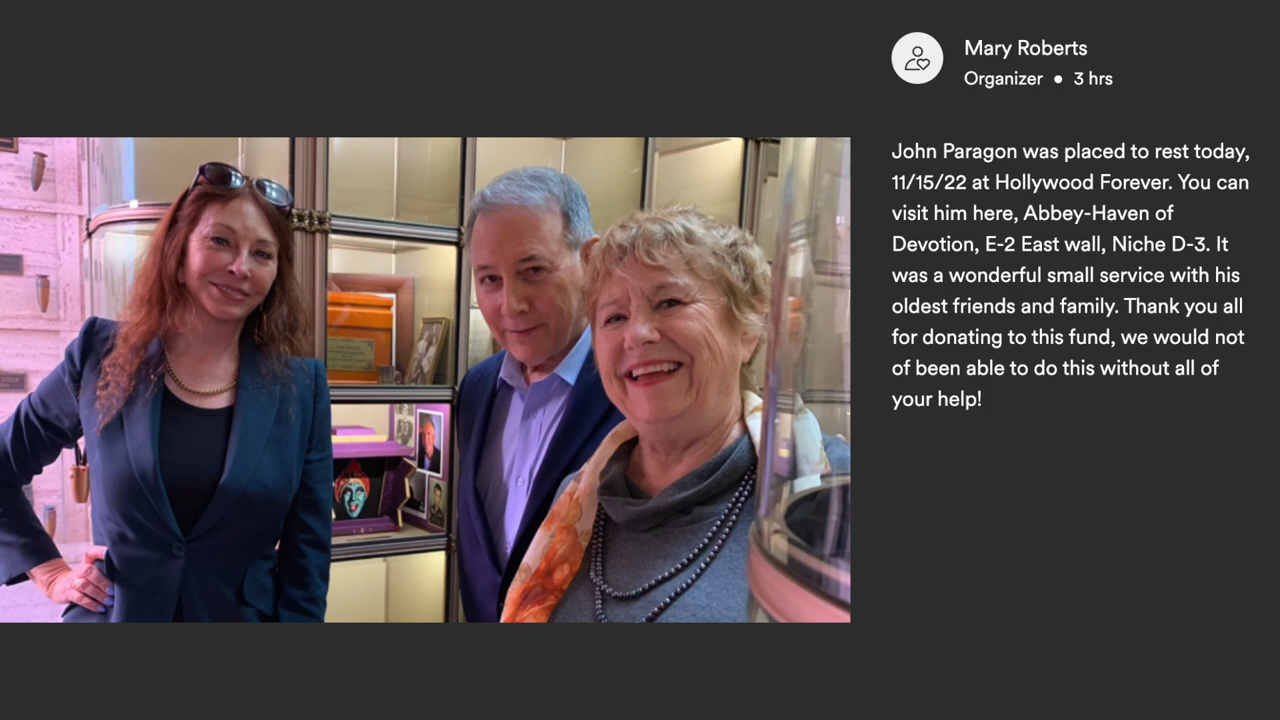 Mary Roberts
Organizer • 3 hrs
John Paragon was placed to rest today,
11/15/22 at Hollywood Forever. You can
visit him here, Abbey-Haven of
Devotion, E-2 East wall, Niche D-3. It
was a wonderful small service with his
oldest friends and family. Thank you all
for donating to this fund, we would not
of been able to do this without all of
your help!